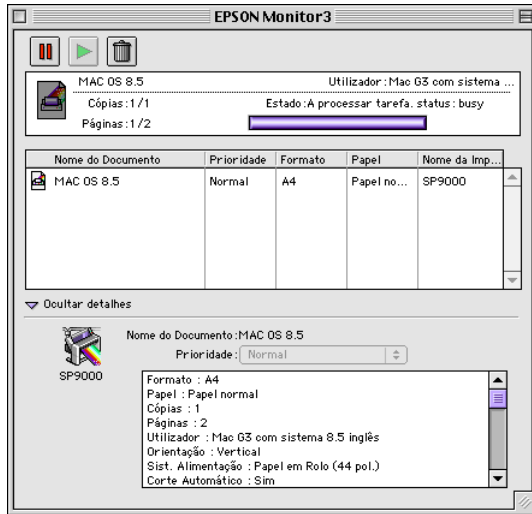 EPSON Monitor3
MAC OS 8.5 Utilizador:Mac G3 com sistema ...
Cópias:1/1 Estado:A processar tarefa. status: busy
Páginas:1/2
Nome do Documento Prioridade Formato Papel Nome da Imp...
MAC OS 8.5 Normal A4 Papel no... SP9000
Ocultar detalhes
Nome do Documento:MAC OS 8.5
Prioridade: Normal
SP9000
Formato : A4
Papel : Papel normal
Cópias : 1
Páginas : 2
Utilizador : Mac G3 com sistema 8.5 inglês
Orientação : Vertical
Sist. Alimentação : Papel em Rolo (44 pol.)
Corte Automático : Sim